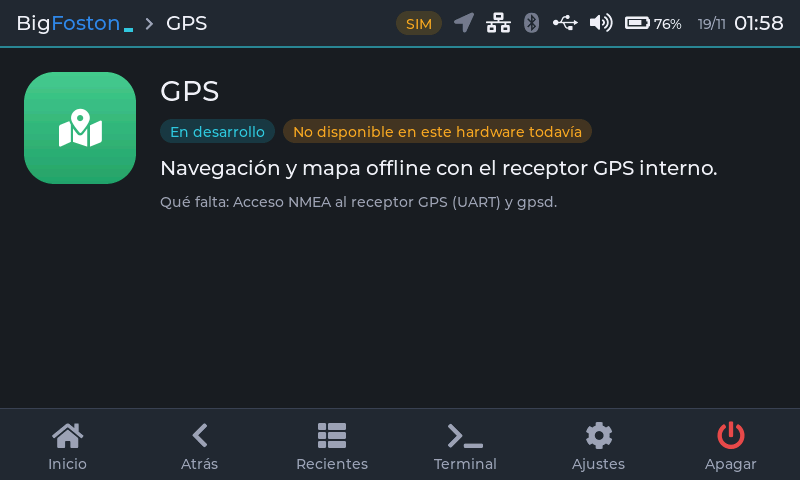 BigFoston_ > GPS SIM 76% 19/11 01:58
GPS
En desarrollo No disponible en este hardware todavía
Navegación y mapa offline con el receptor GPS interno.
Qué falta: Acceso NMEA al receptor GPS (UART) y gpsd.
Inicio Atrás Recientes Terminal Ajustes Apagar